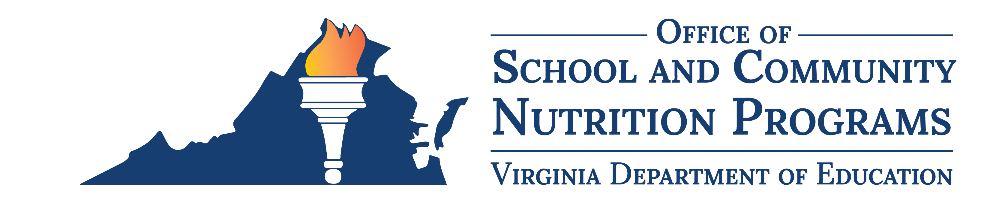 Office of
School and Community
Nutrition Programs
Virginia Department of Education